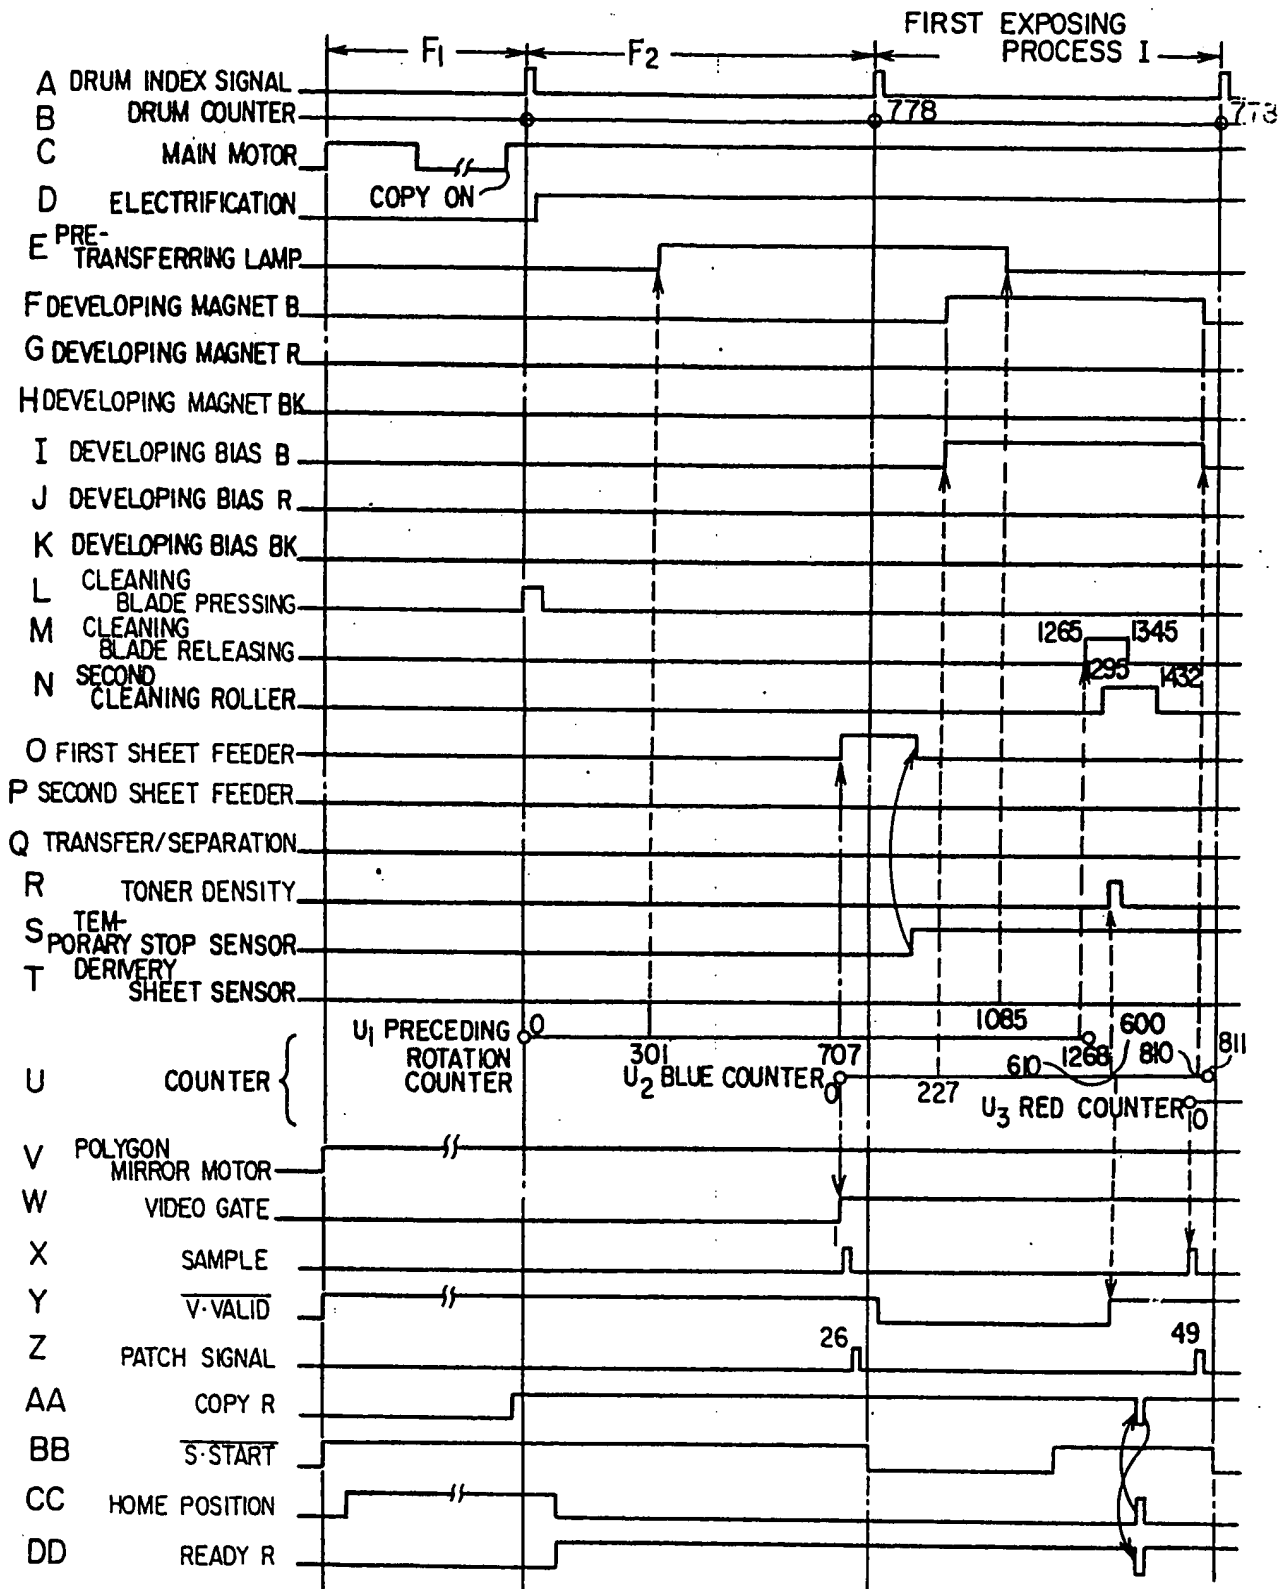 FIRST EXPOSING
F1 F2 PROCESS I
A DRUM INDEX SIGNAL
B DRUM COUNTER 778 778
C MAIN MOTOR
COPY ON
D ELECTRIFICATION
E PRE-
TRANSFERRING LAMP
F DEVELOPING MAGNET B
G DEVELOPING MAGNET R
H DEVELOPING MAGNET BK
I DEVELOPING BIAS B
J DEVELOPING BIAS R
K DEVELOPING BIAS BK
L CLEANING
BLADE PRESSING
M CLEANING 1265 1345
BLADE RELEASING
N SECOND 1295 1432
CLEANING ROLLER
O FIRST SHEET FEEDER
P SECOND SHEET FEEDER
Q TRANSFER/SEPARATION
R TONER DENSITY
S TEM-
PORARY STOP SENSOR
T DERIVERY
SHEET SENSOR
U1 PRECEDING 0 1085 600
ROTATION 301 707 1268 810 811
U COUNTER COUNTER U2 BLUE COUNTER 0 227 610
U3 RED COUNTER 10
V POLYGON
MIRROR MOTOR
W VIDEO GATE
1
X SAMPLE
Y V·VALID
Z PATCH SIGNAL 26 49
AA COPY R
BB S·START
CC HOME POSITION
DD READY R